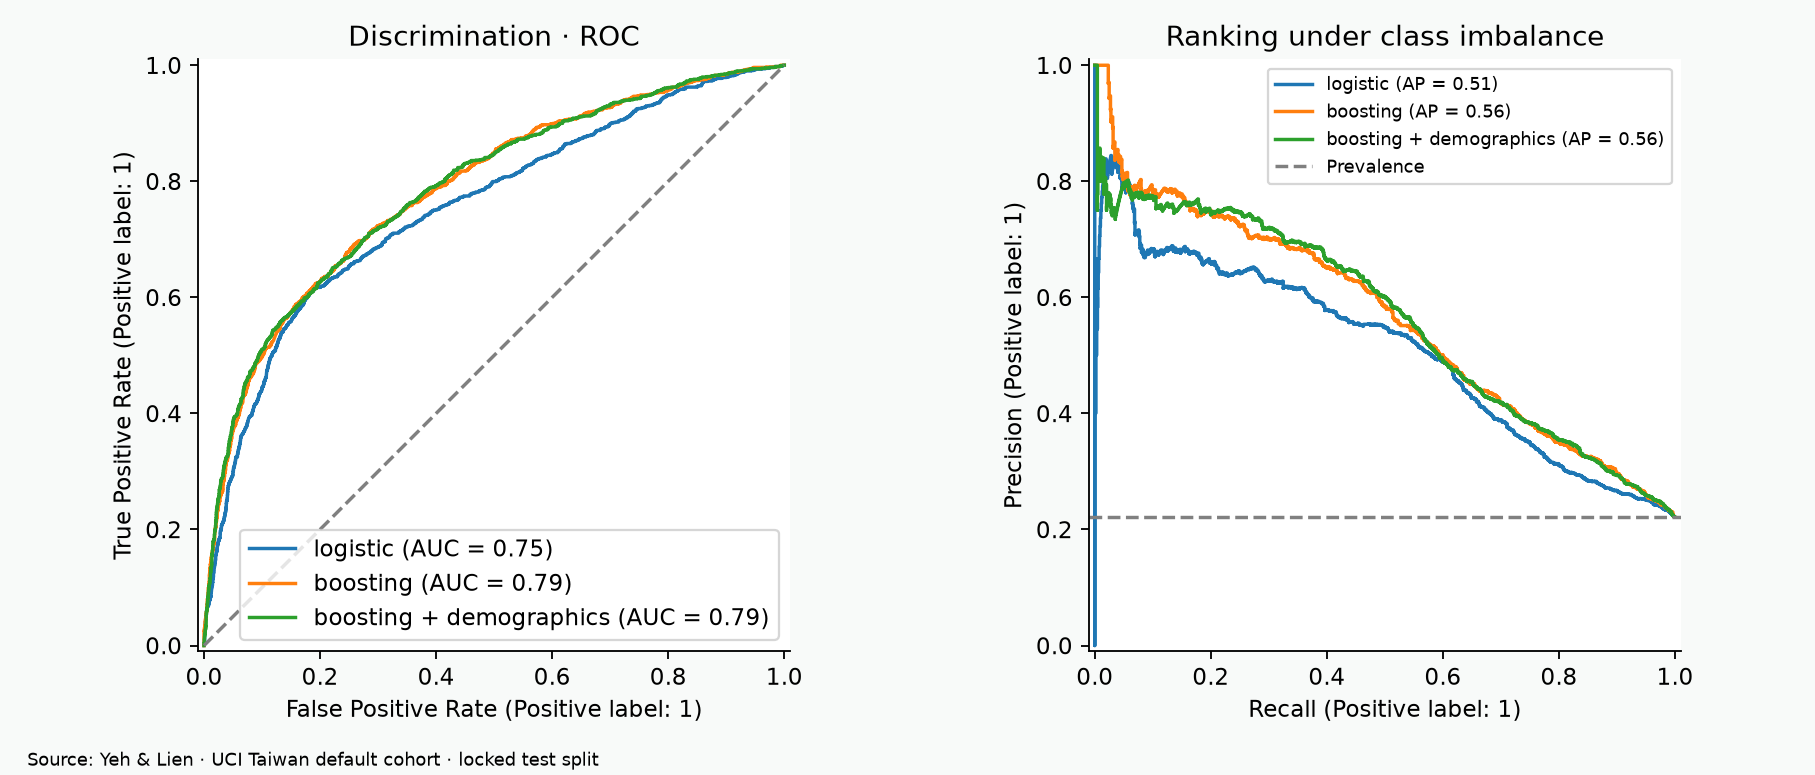 Discrimination · ROC
1.0
0.8
0.6
0.4
0.2
0.0
True Positive Rate (Positive label: 1)
logistic (AUC = 0.75)
boosting (AUC = 0.79)
boosting + demographics (AUC = 0.79)
0.0 0.2 0.4 0.6 0.8 1.0
False Positive Rate (Positive label: 1)
Ranking under class imbalance
1.0
0.8
0.6
0.4
0.2
0.0
Precision (Positive label: 1)
logistic (AP = 0.51)
boosting (AP = 0.56)
boosting + demographics (AP = 0.56)
Prevalence
0.0 0.2 0.4 0.6 0.8 1.0
Recall (Positive label: 1)
Source: Yeh & Lien · UCI Taiwan default cohort · locked test split